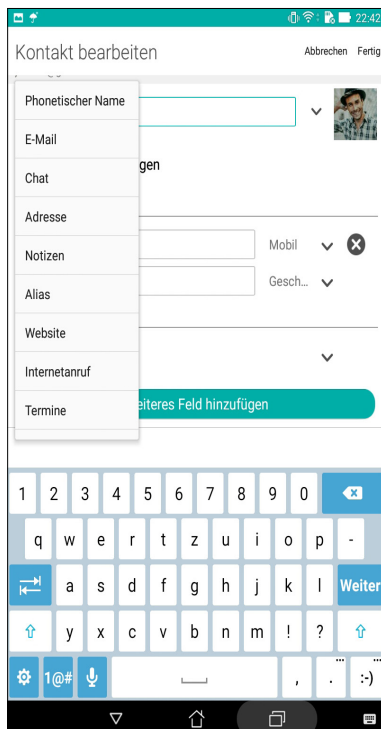 22:42
Kontakt bearbeiten
Abbrechen Fertig
Phonetischer Name
E-Mail
gen
Chat
Adresse
Mobil
Notizen
Gesch...
Alias
Website
Internetanruf
eiteres Feld hinzufügen
Termine
1 2 3 4 5 6 7 8 9 0
q w e r t z u i o p -
a s d f g h j k l Weiter
y x c v b n m ! ?
1@# , . :-)